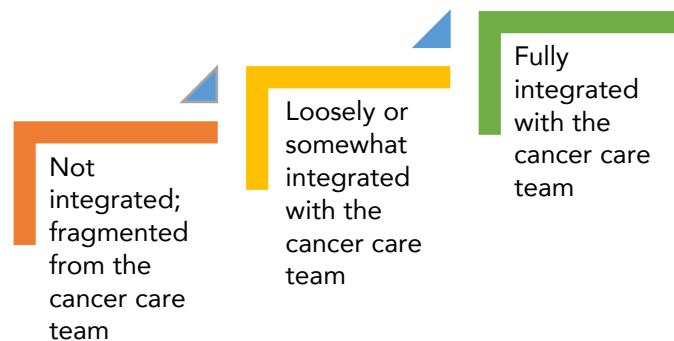 Not
integrated;
fragmented
from the
cancer care
team
Loosely or
somewhat
integrated
with the
cancer care
team
Fully
integrated
with the
cancer care
team